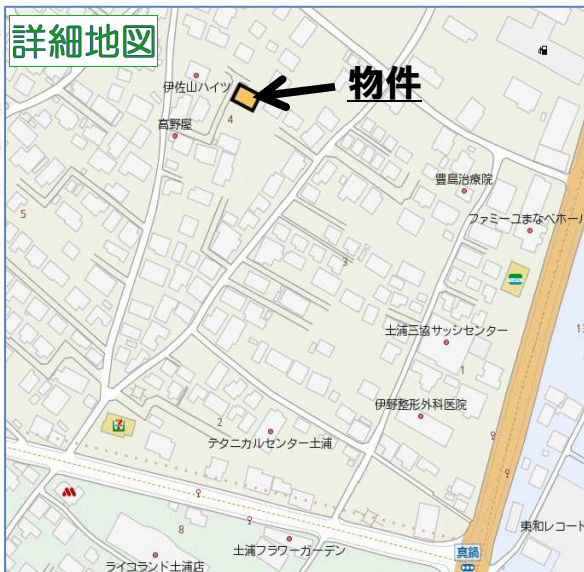 詳細地図
物件
伊佐山ハイツ
4
高野屋
豊島治療院
ファミーユまなべホール
5
3
13
土浦三協サッシセンター
1
伊野整形外科医院
2
テクニカルセンター土浦
8
土浦フラワーガーデン
真鍋
東和レコード
ライコランド土浦店